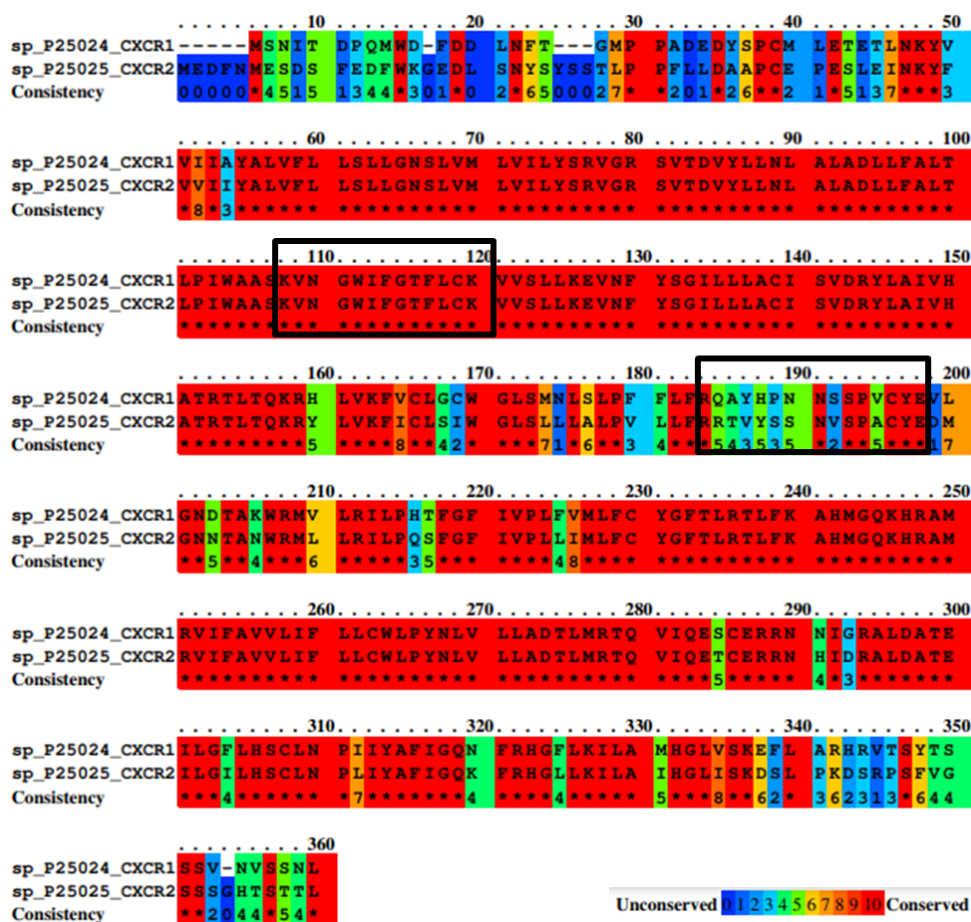 . . . . . . . . . 10 . . . . . . . . . 20 . . . . . . . . . 30 . . . . . . . . . 40 . . . . . . . . . 50
sp_P25024_CXCR1 -----MSNIT DPQMWD-FDD LNFT---GMP PADEDYSPCM LETETLNKYV
sp_P25025_CXCR2 MEDFNMESDS FEDFWKGEDL SNYSYSSTLP PFLLDAAPCE PESLEINKYF
Consistency 00000*4515 1344*301*0 2*6500027* *201*26**2 1*5137***3
. . . . . . . . . 60 . . . . . . . . . 70 . . . . . . . . . 80 . . . . . . . . . 90 . . . . . . . . . 100
sp_P25024_CXCR1 VIIAYALVFL LSLLGNSLVM LVILYSRVGR SVTDVYLLNL ALADLLFALT
sp_P25025_CXCR2 VVIIYALVFL LSLLGNSLVM LVILYSRVGR SVTDVYLLNL ALADLLFALT
Consistency *8*3****** ********** ********** ********** **********
. . . . . . . . . 110 . . . . . . . . . 120 . . . . . . . . . 130 . . . . . . . . . 140 . . . . . . . . . 150
sp_P25024_CXCR1 LPIWAASKVN GWIFGTFLCK VVSLLKEVNF YSGILLLACI SVDRYLAIVH
sp_P25025_CXCR2 LPIWAASKVN GWIFGTFLCK VVSLLKEVNF YSGILLLACI SVDRYLAIVH
Consistency ********** ********** ********** ********** **********
. . . . . . . . . 160 . . . . . . . . . 170 . . . . . . . . . 180 . . . . . . . . . 190 . . . . . . . . . 200
sp_P25024_CXCR1 ATRTLTQKRH LVKFVCLGCW GLSMNLSLPF FLFRQAYHPN NSSPVCYEVL
sp_P25025_CXCR2 ATRTLTQKRY LVKFICLSIW GLSLLLALPV LLFRRTVYSS NVSPACYEDM
Consistency *********5 ****8**42* ***71*6**3 4***543535 *2**5***17
. . . . . . . . . 210 . . . . . . . . . 220 . . . . . . . . . 230 . . . . . . . . . 240 . . . . . . . . . 250
sp_P25024_CXCR1 GNDTAKWRMV LRILPHTFGF IVPLFVMLFC YGFTLRTLFK AHMGQKHRAM
sp_P25025_CXCR2 GNNTANWRML LRILPQSFGF IVPLLIMLFC YGFTLRTLFK AHMGQKHRAM
Consistency **5**4***6 *****35*** ****48**** ********** **********
. . . . . . . . . 260 . . . . . . . . . 270 . . . . . . . . . 280 . . . . . . . . . 290 . . . . . . . . . 300
sp_P25024_CXCR1 RVIFAVVLIF LLCWLPYNLV LLADTLMRTQ VIQESCERRN NIGRALDATE
sp_P25025_CXCR2 RVIFAVVLIF LLCWLPYNLV LLADTLMRTQ VIQETCERRN HIDRALDATE
Consistency ********** ********** ********** ****5***** 4*3*******
. . . . . . . . . 310 . . . . . . . . . 320 . . . . . . . . . 330 . . . . . . . . . 340 . . . . . . . . . 350
sp_P25024_CXCR1 ILGFLHSCLN PIIYAFIGQN FRHGFLKILA MHGLVSKEFL ARHRVTSYTS
sp_P25025_CXCR2 ILGILHSCLN PLIYAFIGQK FRHGLLKILA IHGLISKDSL PKDSRPSFVG
Consistency ***4****** *7*******4 ****4***** 5***8**62* 362313*644
. . . . . . . . . 360
sp_P25024_CXCR1 SSV-NVSSNL
sp_P25025_CXCR2 SSSGHTSTTL
Consistency **2044*54*
Unconserved 0 1 2 3 4 5 6 7 8 9 10 Conserved